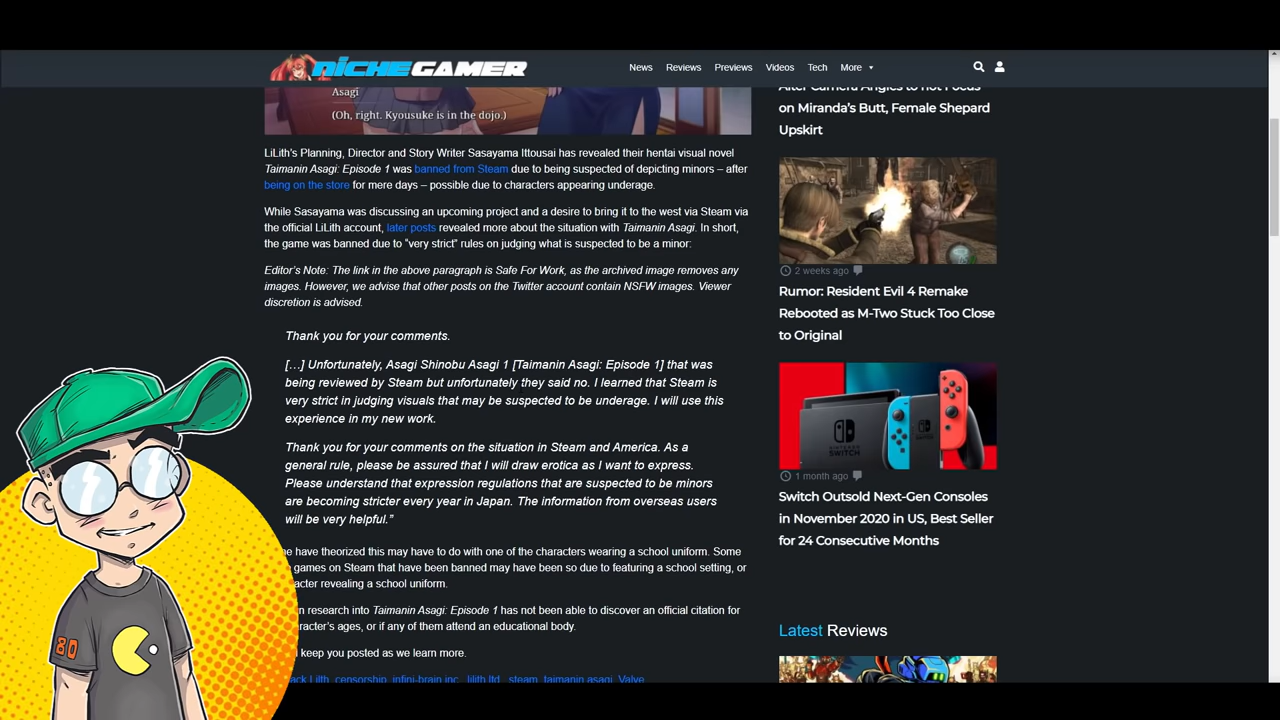 NICHEGAMER
News Reviews Previews Videos Tech More
Asagi
(Oh, right. Kyousuke is in the dojo.)
LiLith's Planning, Director and Story Writer Sasayama Ittousai has revealed their hentai visual novel
Taimanin Asagi: Episode 1 was banned from Steam due to being suspected of depicting minors – after
being on the store for mere days – possible due to characters appearing underage.
While Sasayama was discussing an upcoming project and a desire to bring it to the west via Steam via
the official LiLith account, later posts revealed more about the situation with Taimanin Asagi. In short,
the game was banned due to "very strict" rules on judging what is suspected to be a minor:
Editor's Note: The link in the above paragraph is Safe For Work, as the archived image removes any
images. However, we advise that other posts on the Twitter account contain NSFW images. Viewer
discretion is advised.
Thank you for your comments.
[…] Unfortunately, Asagi Shinobu Asagi 1 [Taimanin Asagi: Episode 1] that was
being reviewed by Steam but unfortunately they said no. I learned that Steam is
very strict in judging visuals that may be suspected to be underage. I will use this
experience in my new work.
Thank you for your comments on the situation in Steam and America. As a
general rule, please be assured that I will draw erotica as I want to express.
Please understand that expression regulations that are suspected to be minors
are becoming stricter every year in Japan. The information from overseas users
will be very helpful."
have theorized this may have to do with one of the characters wearing a school uniform. Some
games on Steam that have been banned may have been so due to featuring a school setting, or
revealing a school uniform.
research into Taimanin Asagi: Episode 1 has not been able to discover an official citation for
ages, or if any of them attend an educational body.
keep you posted as we learn more.
Lilth, censorship, infini-brain inc., lilith ltd., steam, taimanin asagi, Valve
Alter Camera Angles to not Focus
on Miranda's Butt, Female Shepard
Upskirt
2 weeks ago
Rumor: Resident Evil 4 Remake
Rebooted as M-Two Stuck Too Close
to Original
NINTENDO
SWITCH
1 month ago
Switch Outsold Next-Gen Consoles
in November 2020 in US, Best Seller
for 24 Consecutive Months
Latest Reviews
80